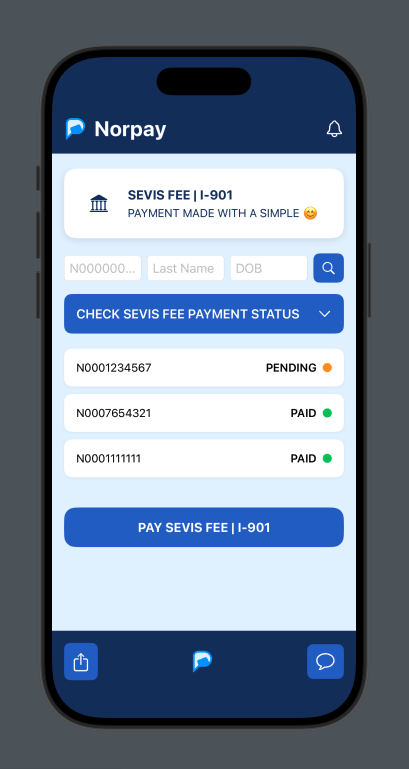 Norpay
SEVIS FEE | I-901
PAYMENT MADE WITH A SIMPLE 😊
N000000... Last Name DOB
CHECK SEVIS FEE PAYMENT STATUS
N0001234567 PENDING
N0007654321 PAID
N0001111111 PAID
PAY SEVIS FEE | I-901